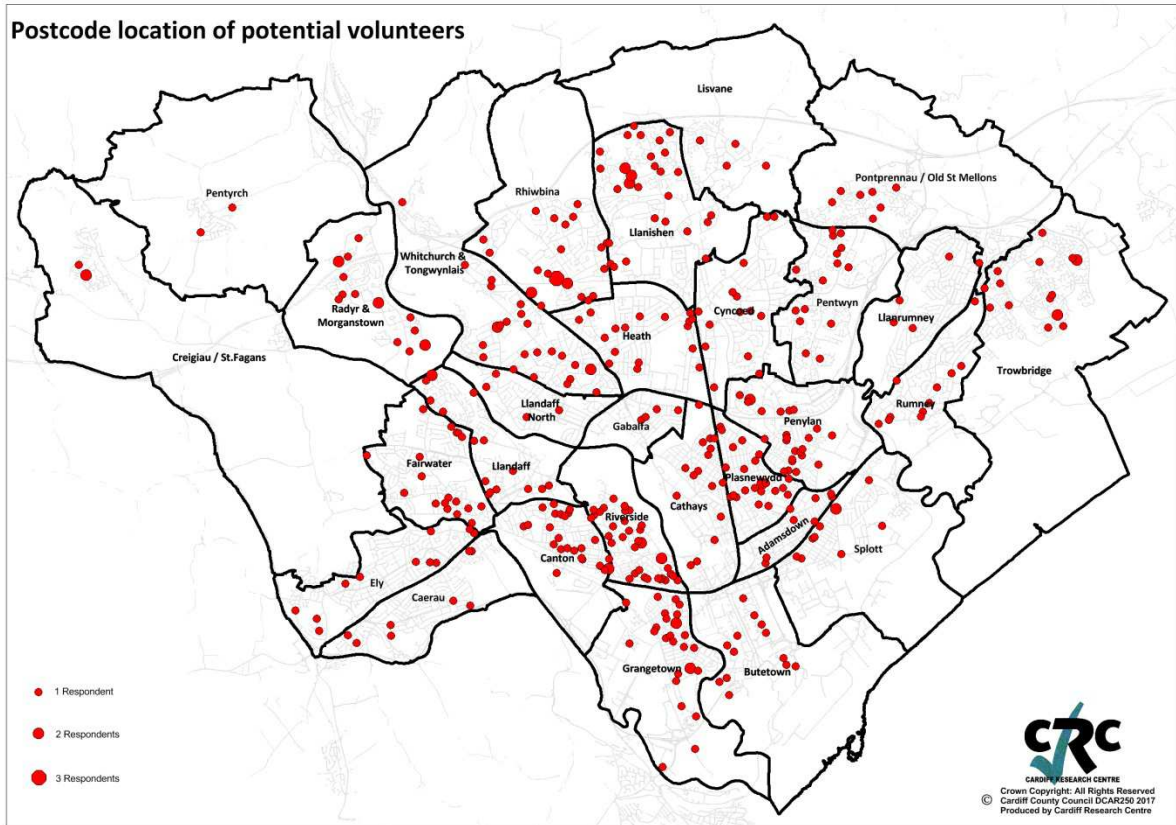 Postcode location of potential volunteers
Lisvane
Pentyrch
Rhiwbina
Pontprennau / Old St Mellons
Llanishen
Whitchurch &
Tongwynlais
Radyr &
Morganstown
Pentwyn
Cyncoed
Llanrumney
Heath
Creigiau / St.Fagans
Trowbridge
Llandaff
North
Gabalfa
Penylan
Rumney
Fairwater
Llandaff
Plasnewydd
Cathays
Riverside
Adamsdown
Splott
Canton
Ely
Caerau
Grangetown
Butetown
1 Respondent
2 Respondents
3 Respondents
CRC
CARDIFF RESEARCH CENTRE
© Crown Copyright: All Rights Reserved
Cardiff County Council DCAR250 2017
Produced by Cardiff Research Centre